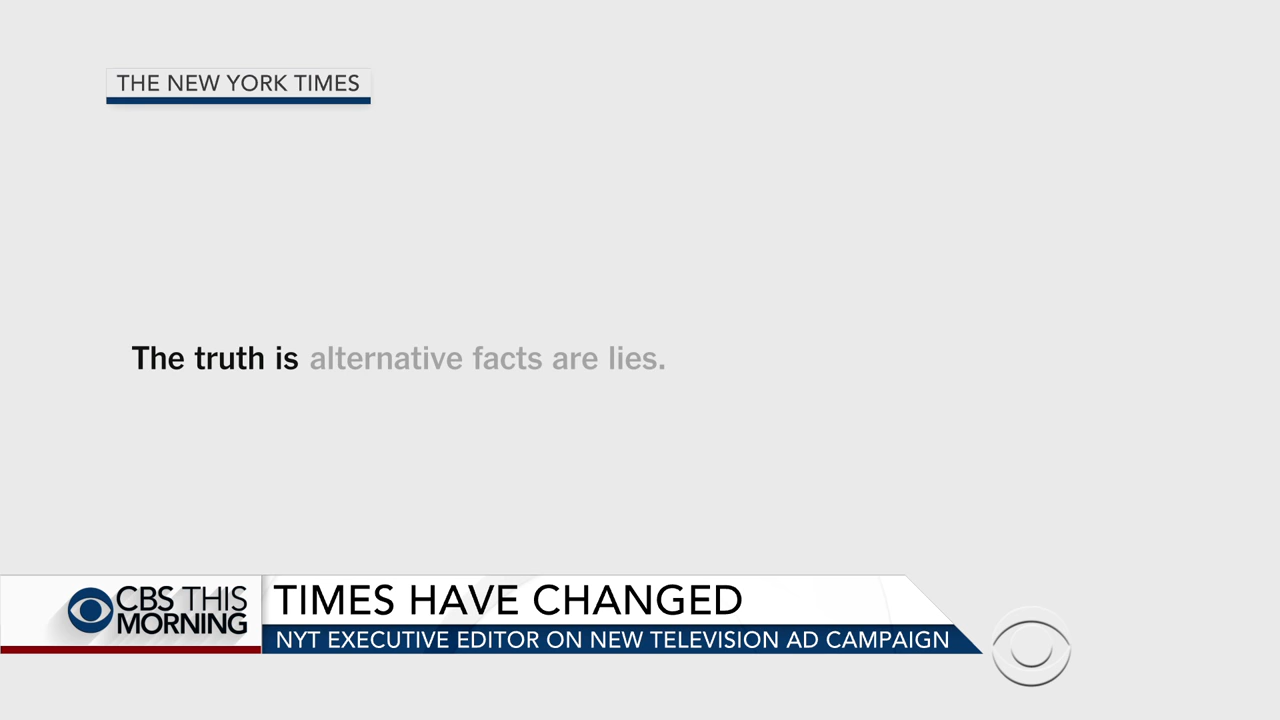 THE NEW YORK TIMES
The truth is alternative facts are lies.
CBS THIS
MORNING
TIMES HAVE CHANGED
NYT EXECUTIVE EDITOR ON NEW TELEVISION AD CAMPAIGN